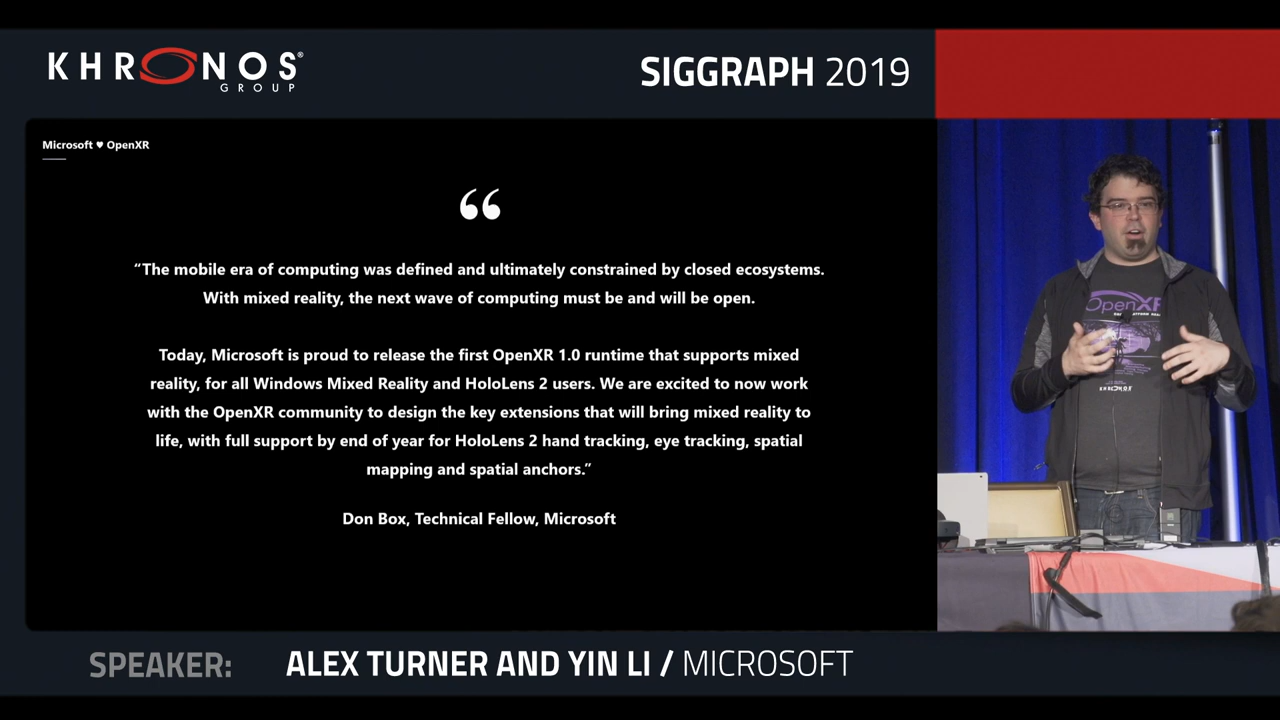 KHRONOS®
GROUP
SIGGRAPH 2019
Microsoft ♥ OpenXR
“
“The mobile era of computing was defined and ultimately constrained by closed ecosystems.
With mixed reality, the next wave of computing must be and will be open.
Today, Microsoft is proud to release the first OpenXR 1.0 runtime that supports mixed
reality, for all Windows Mixed Reality and HoloLens 2 users. We are excited to now work
with the OpenXR community to design the key extensions that will bring mixed reality to
life, with full support by end of year for HoloLens 2 hand tracking, eye tracking, spatial
mapping and spatial anchors.”
Don Box, Technical Fellow, Microsoft
OpenXR
KHRONOS
SPEAKER: ALEX TURNER AND YIN LI / MICROSOFT